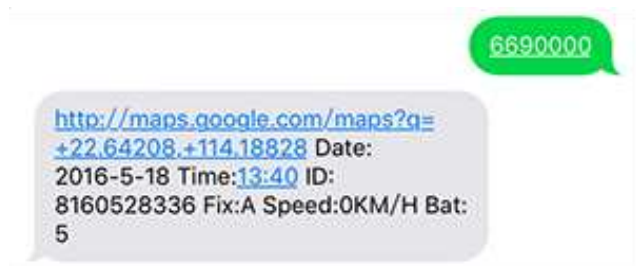 6690000
http://maps.google.com/maps?q=
+22.64208,+114.18828 Date:
2016-5-18 Time:13:40 ID:
8160528336 Fix:A Speed:0KM/H Bat:
5